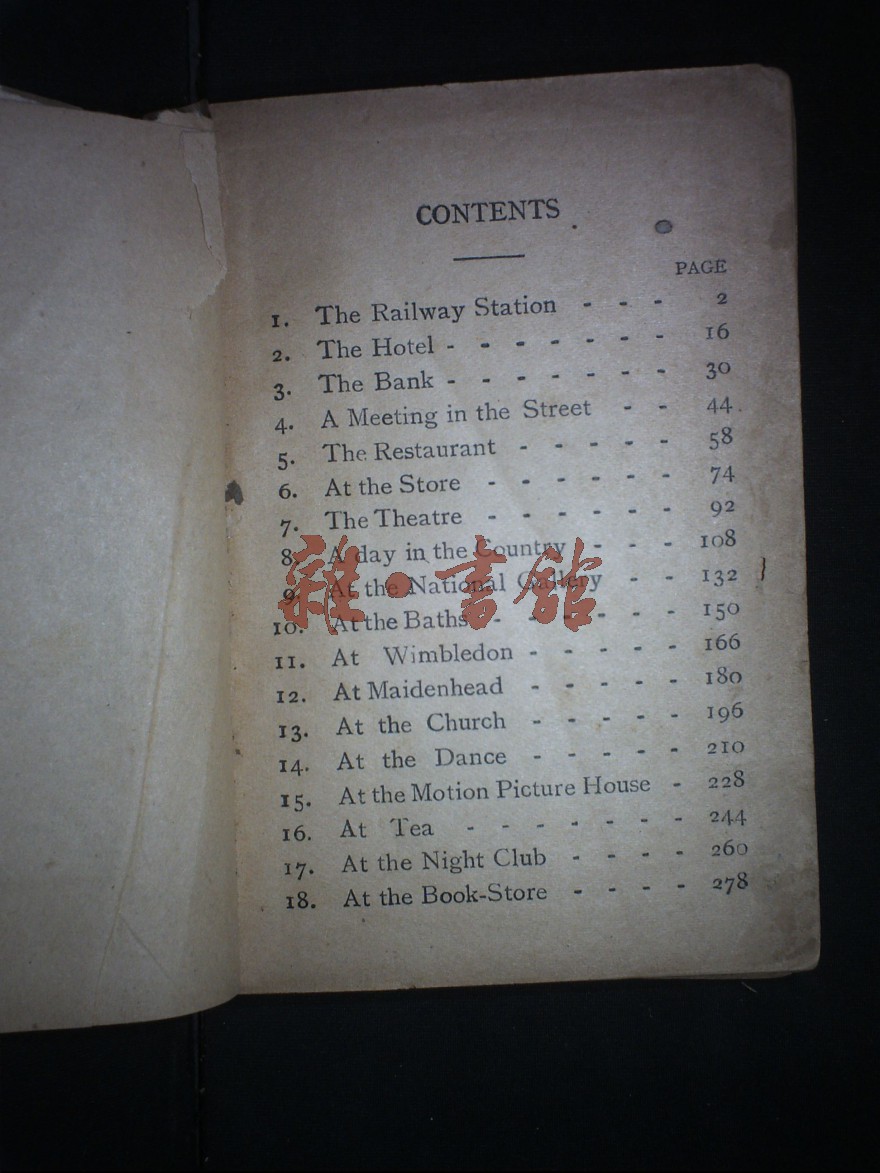 CONTENTS
PAGE
1. The Railway Station - - - 2
2. The Hotel - - - - - - - 16
3. The Bank - - - - - - - 30
4. A Meeting in the Street - - 44
5. The Restaurant - - - - - 58
6. At the Store - - - - - - 74
7. The Theatre - - - - - - 92
8. A day in the Country - - - 108
9. At the National Gallery - - 132
10. At the Baths - - - - - - 150
11. At Wimbledon - - - - - 166
12. At Maidenhead - - - - - 180
13. At the Church - - - - - 196
14. At the Dance - - - - - 210
15. At the Motion Picture House - 228
16. At Tea - - - - - - - 244
17. At the Night Club - - - - 260
18. At the Book-Store - - - - 278
雜·書館